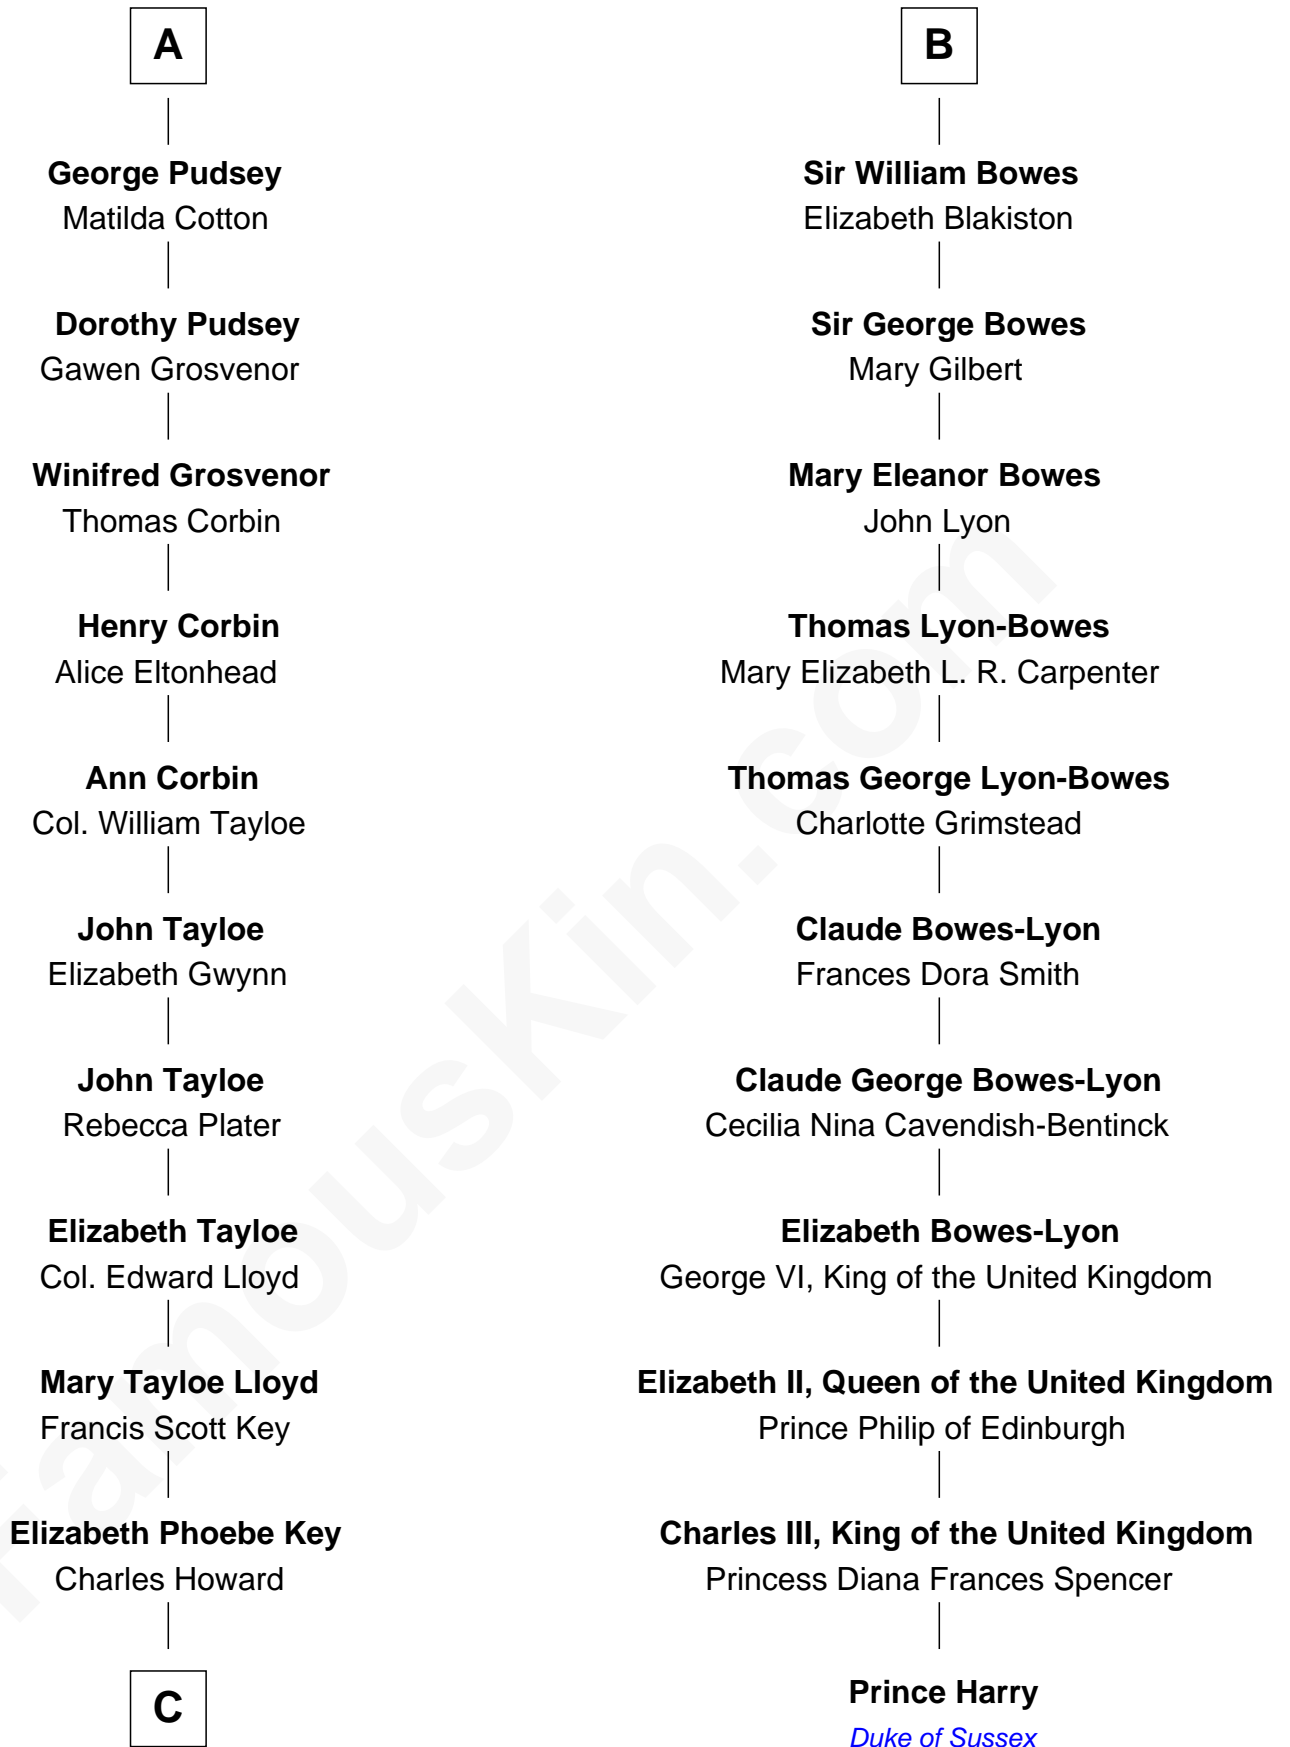 A
George Pudsey
Matilda Cotton
Dorothy Pudsey
Gawen Grosvenor
Winifred Grosvenor
Thomas Corbin
Henry Corbin
Alice Eltonhead
Ann Corbin
Col. William Tayloe
John Tayloe
Elizabeth Gwynn
John Tayloe
Rebecca Plater
Elizabeth Tayloe
Col. Edward Lloyd
Mary Tayloe Lloyd
Francis Scott Key
Elizabeth Phoebe Key
Charles Howard
C
B
Sir William Bowes
Elizabeth Blakiston
Sir George Bowes
Mary Gilbert
Mary Eleanor Bowes
John Lyon
Thomas Lyon-Bowes
Mary Elizabeth L. R. Carpenter
Thomas George Lyon-Bowes
Charlotte Grimstead
Claude Bowes-Lyon
Frances Dora Smith
Claude George Bowes-Lyon
Cecilia Nina Cavendish-Bentinck
Elizabeth Bowes-Lyon
George VI, King of the United Kingdom
Elizabeth II, Queen of the United Kingdom
Prince Philip of Edinburgh
Charles III, King of the United Kingdom
Princess Diana Frances Spencer
Prince Harry
Duke of Sussex
FamousKin.com